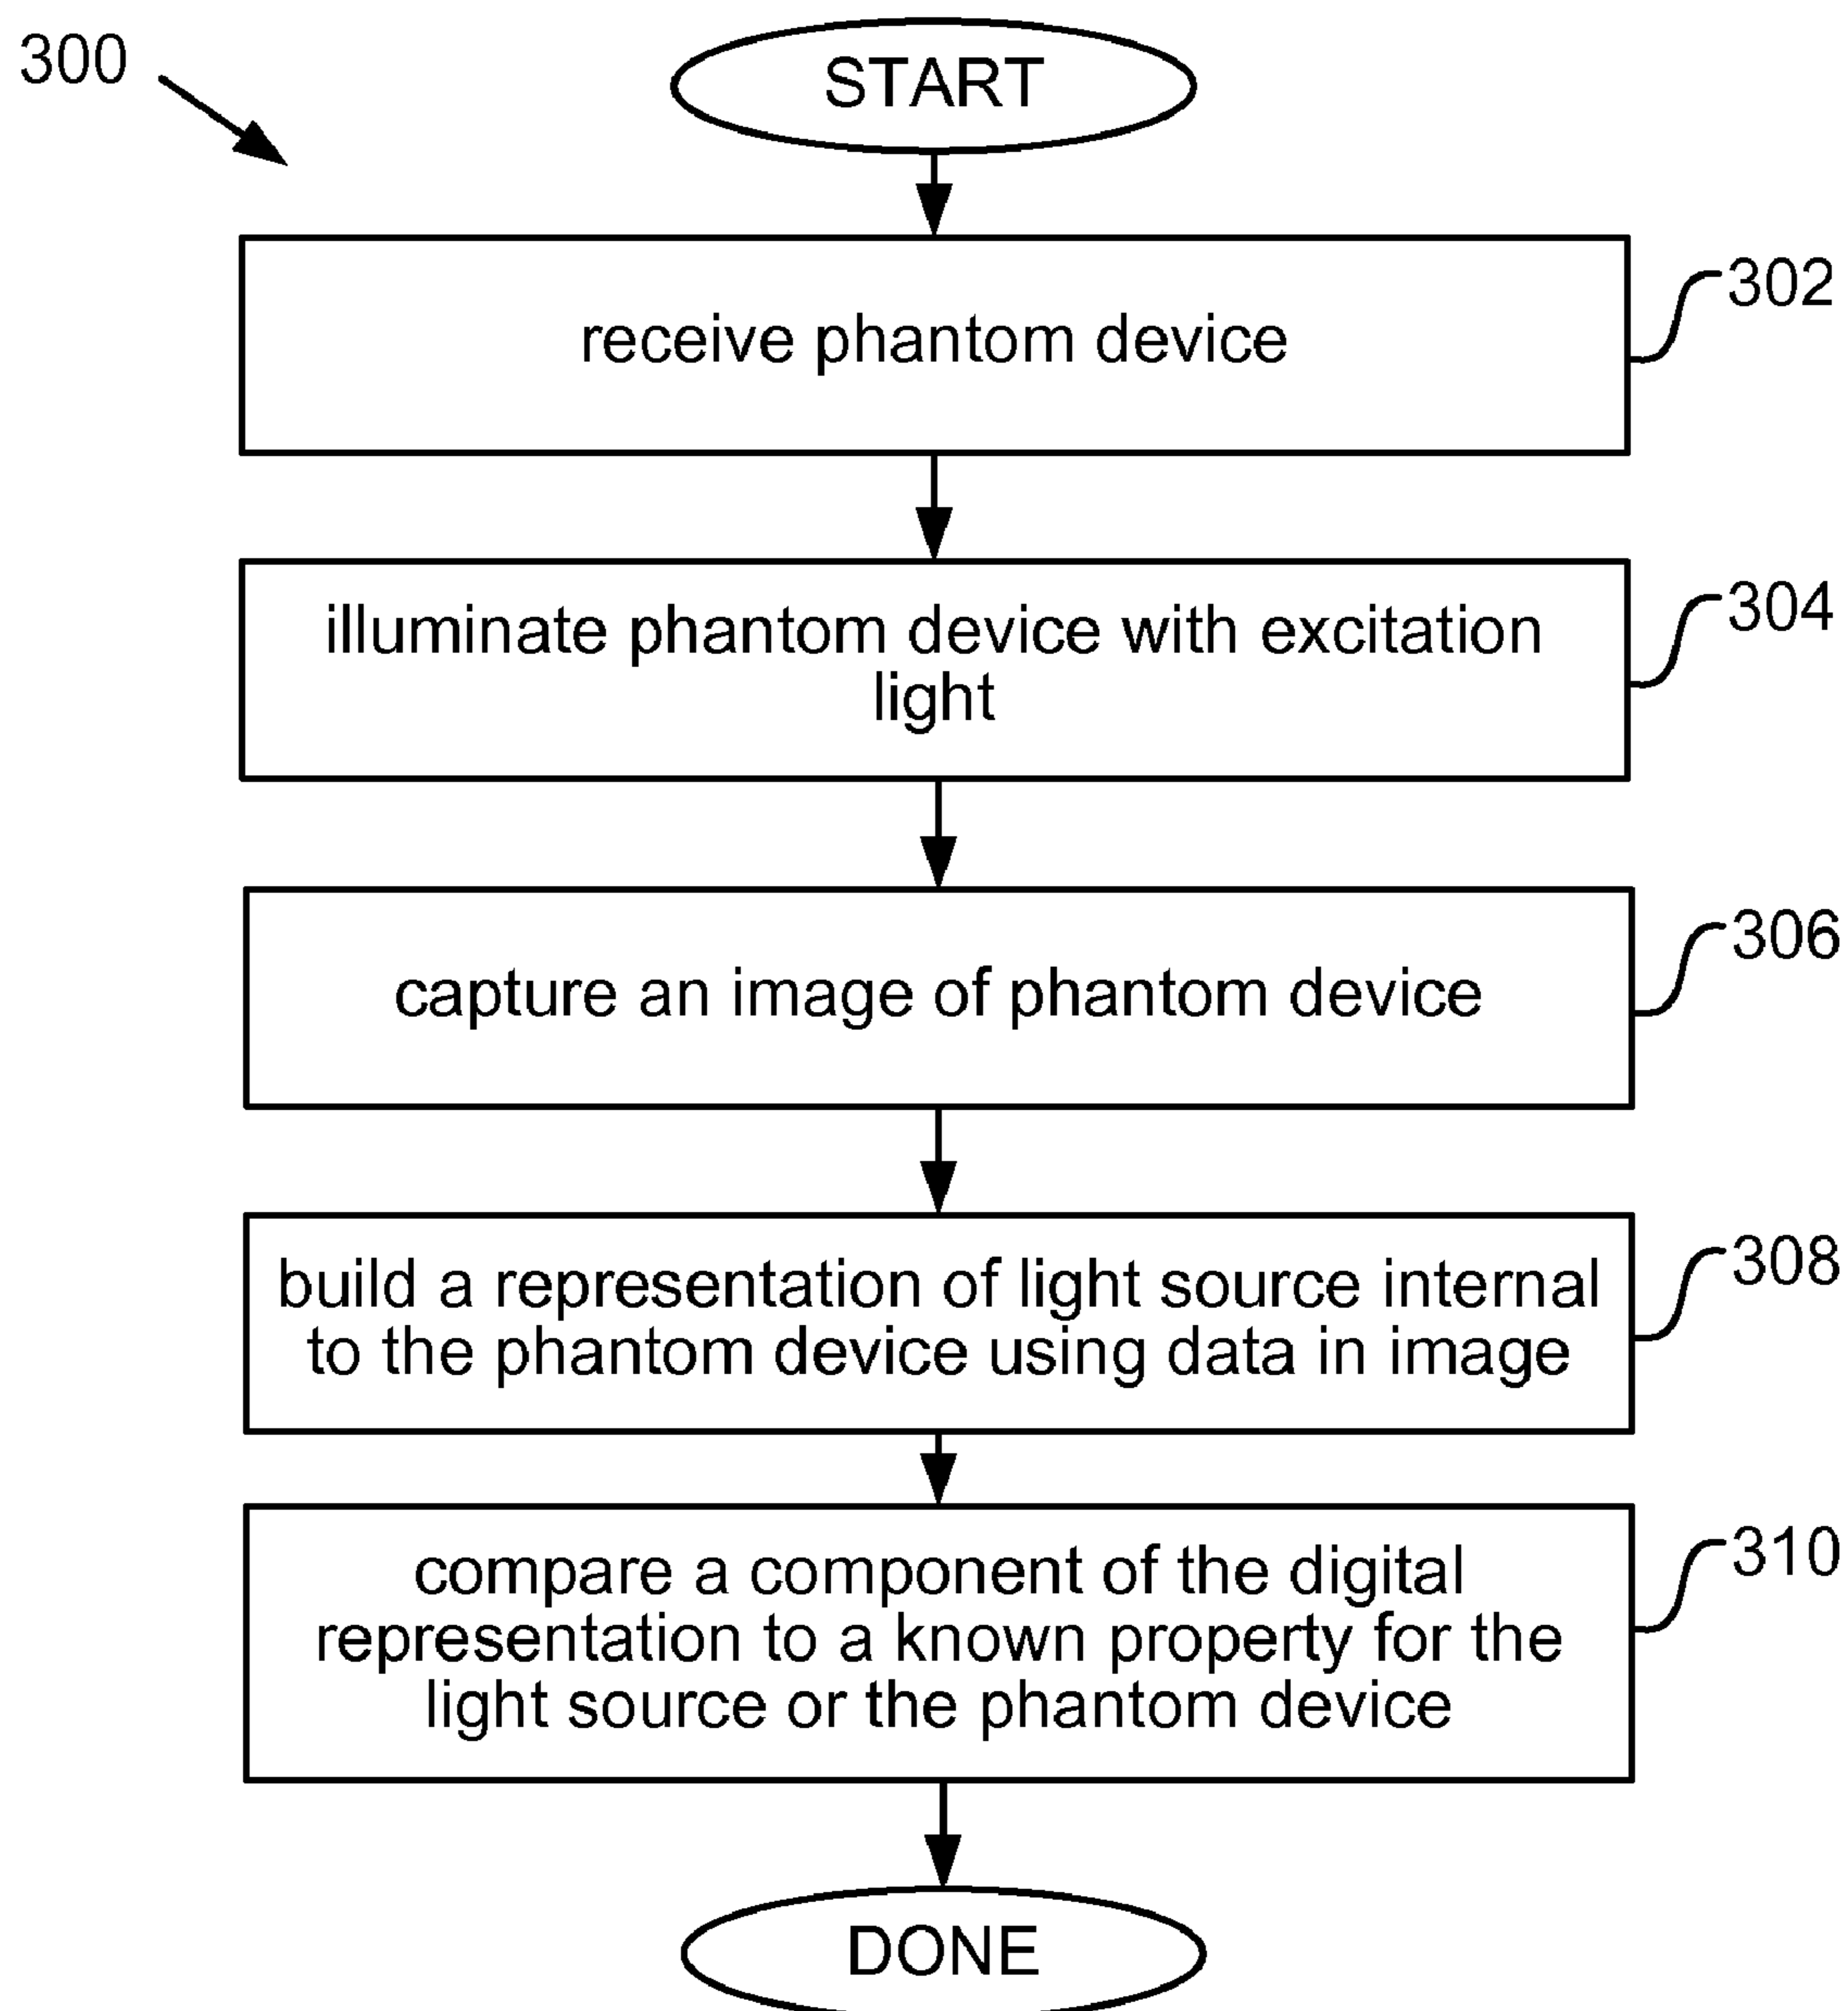 300
START
receive phantom device
302
illuminate phantom device with excitation
light
304
capture an image of phantom device
306
build a representation of light source internal
to the phantom device using data in image
308
compare a component of the digital
representation to a known property for the
light source or the phantom device
310
DONE